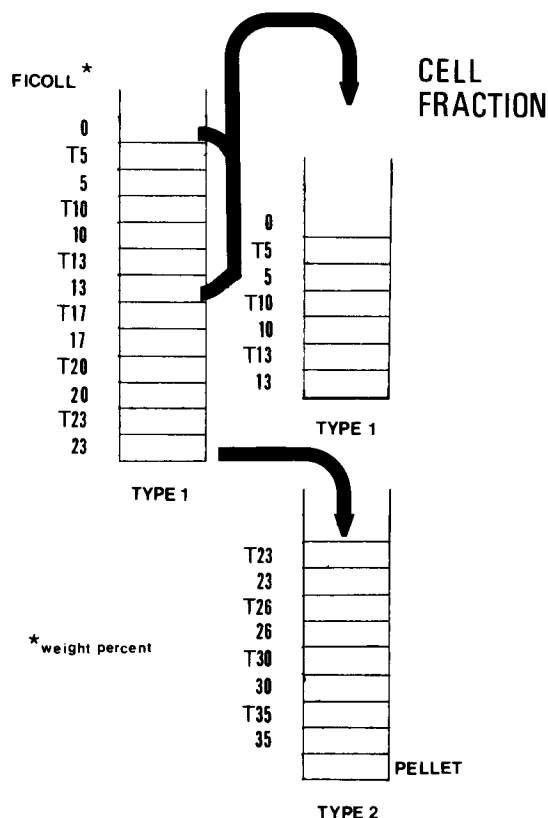 FICOLL *
0
T5
5
T10
10
T13
13
T17
17
T20
20
T23
23
TYPE 1
CELL
FRACTION
0
T5
5
T10
10
T13
13
TYPE 1
T23
23
T26
26
T30
30
T35
35
PELLET
TYPE 2
*weight percent